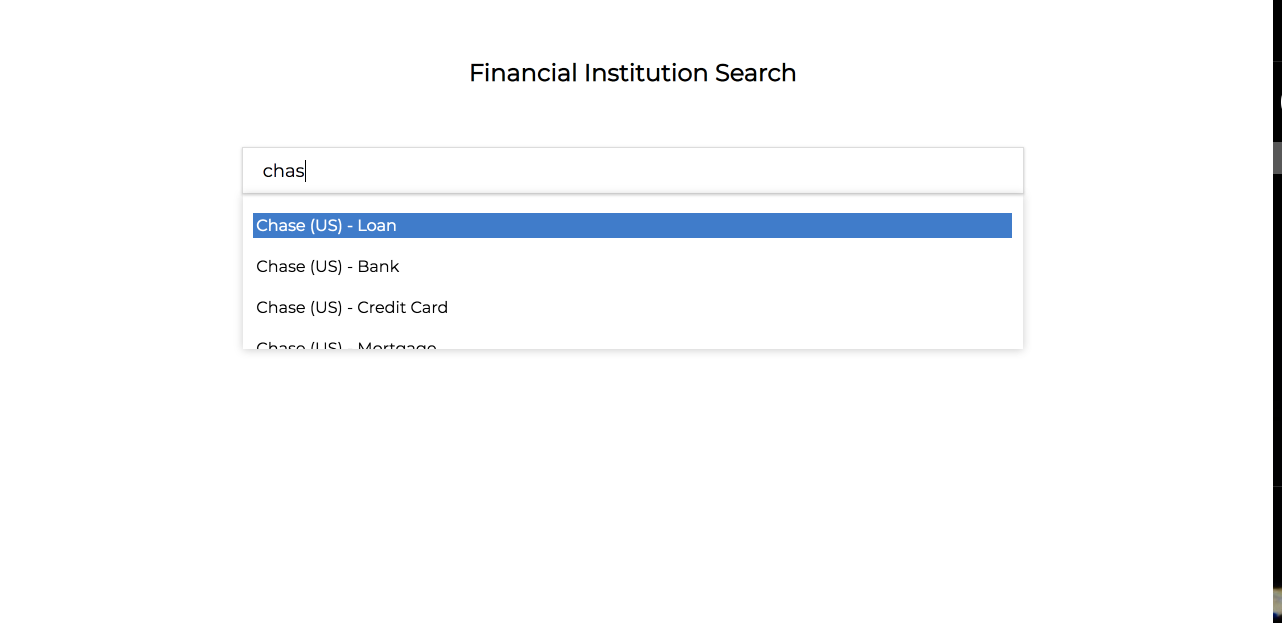 Financial Institution Search
chas
Chase (US) - Loan
Chase (US) - Bank
Chase (US) - Credit Card
Chase (US) - Mortgage